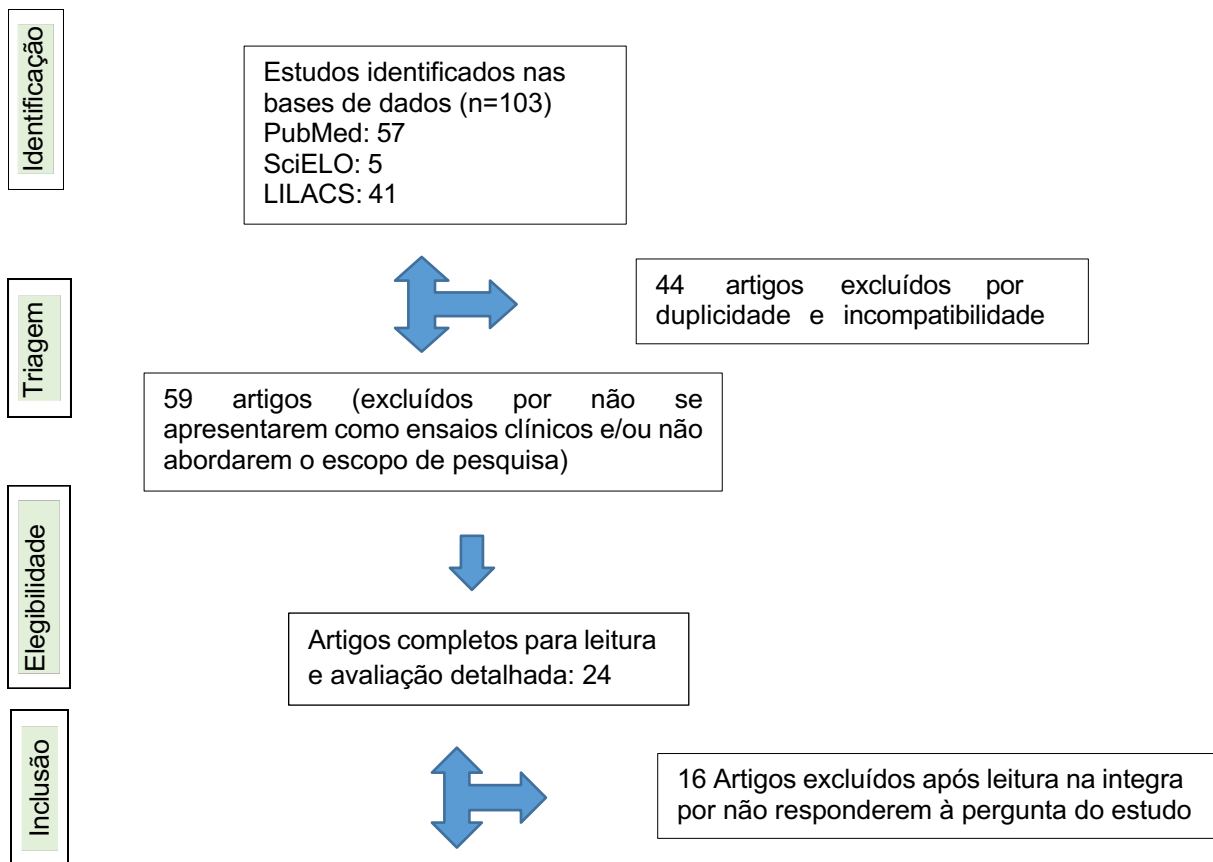 Identificação
Estudos identificados nas
bases de dados (n=103)
PubMed: 57
SciELO: 5
LILACS: 41
Triagem
44 artigos excluídos por
duplicidade e incompatibilidade
59 artigos (excluídos por não se
apresentarem como ensaios clínicos e/ou não
abordarem o escopo de pesquisa)
Elegibilidade
Artigos completos para leitura
e avaliação detalhada: 24
Inclusão
16 Artigos excluídos após leitura na integra
por não responderem à pergunta do estudo